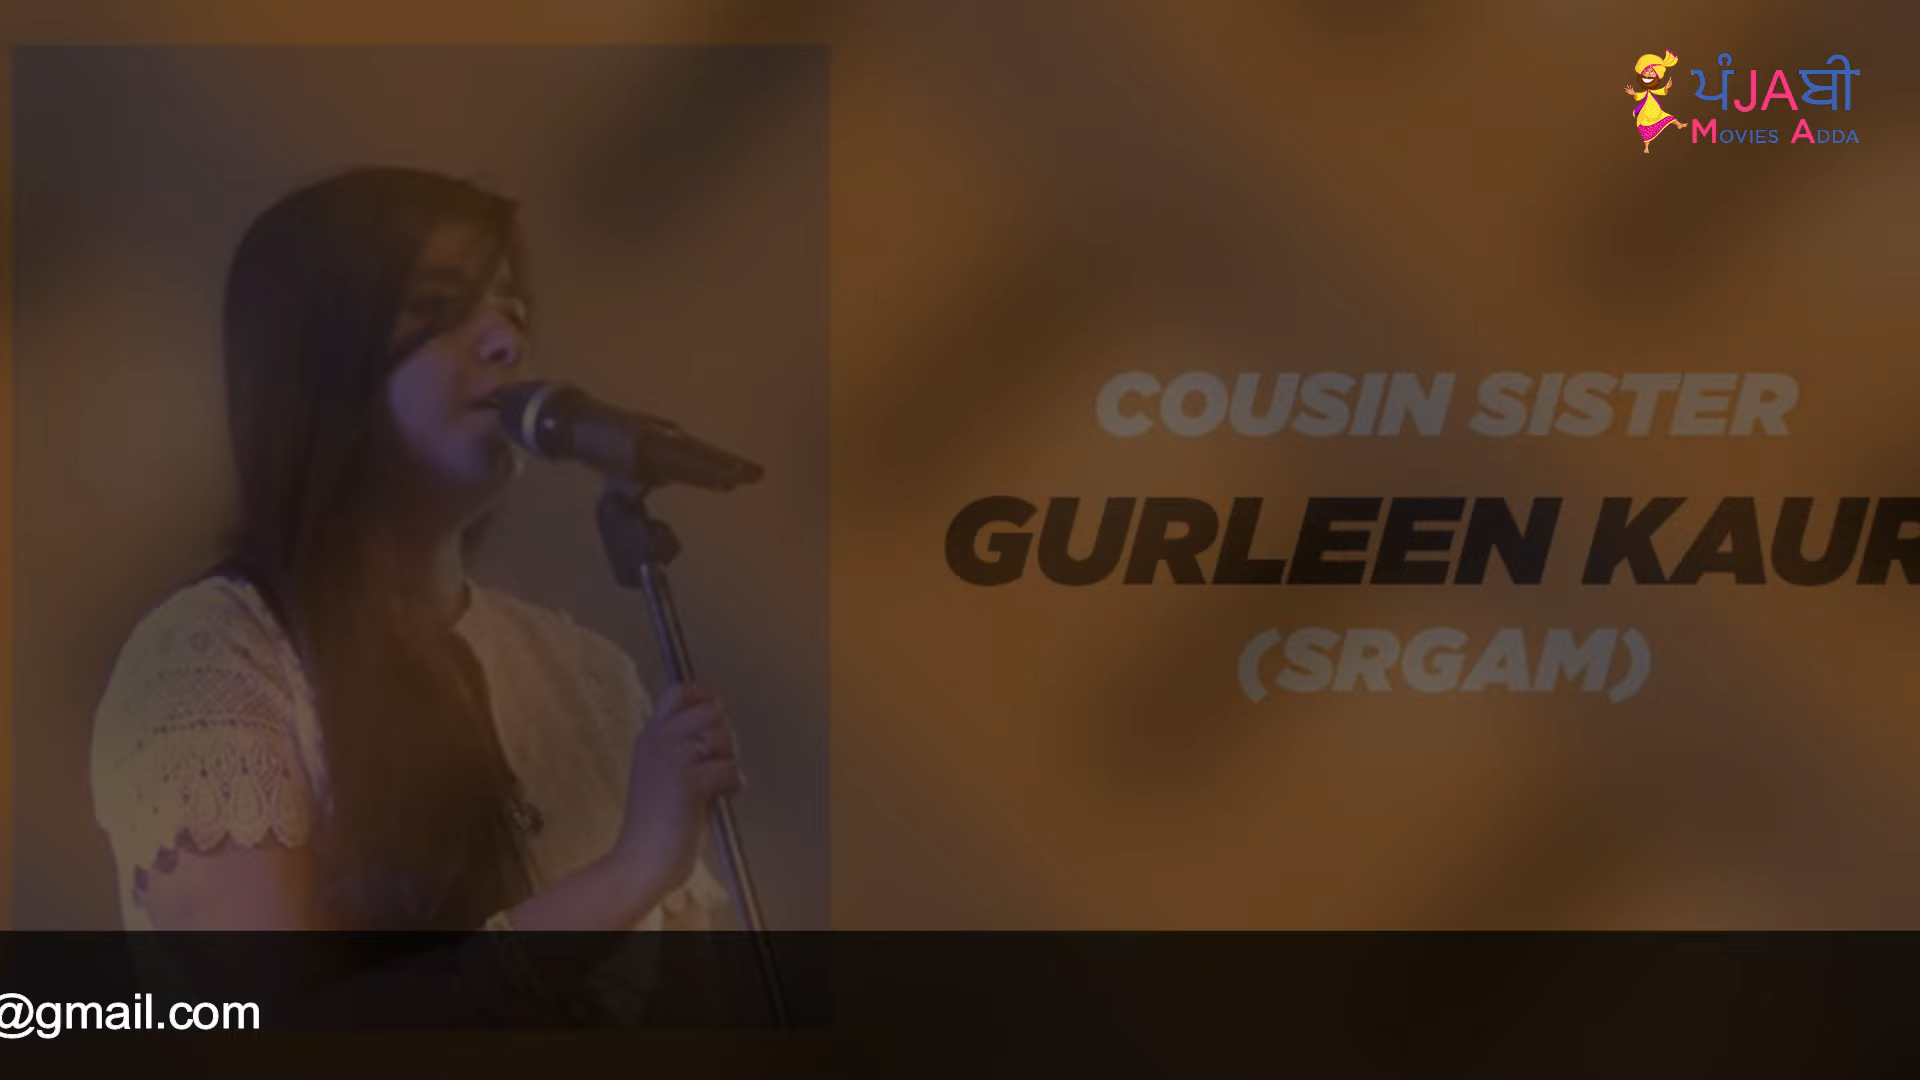 ਪੰJAਬੀ
MOVIES ADDA
COUSIN SISTER
GURLEEN KAUR
(SRGAM)
@gmail.com